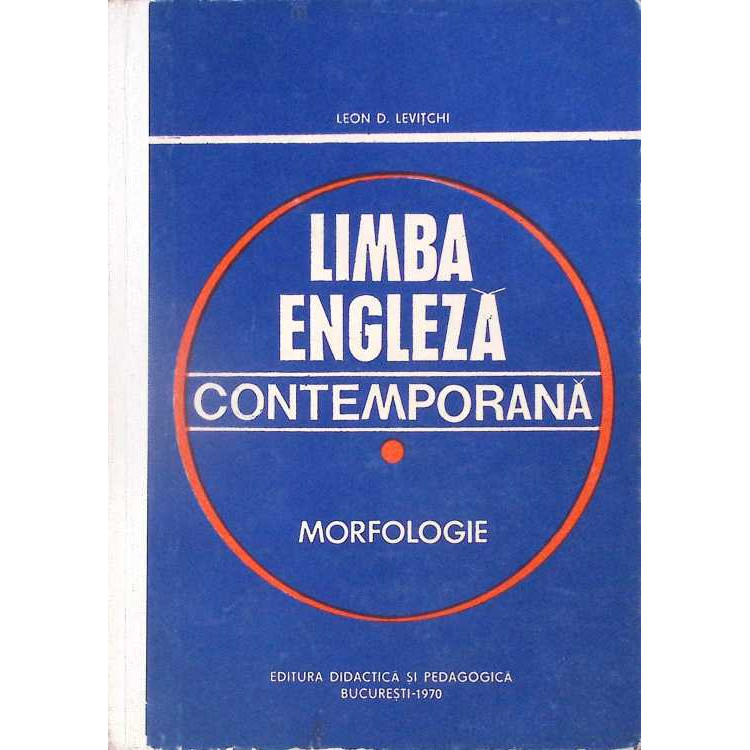 LEON D. LEVIȚCHI
LIMBA
ENGLEZĂ
CONTEMPORANĂ
MORFOLOGIE
EDITURA DIDACTICĂ ȘI PEDAGOGICĂ
BUCUREȘTI-1970